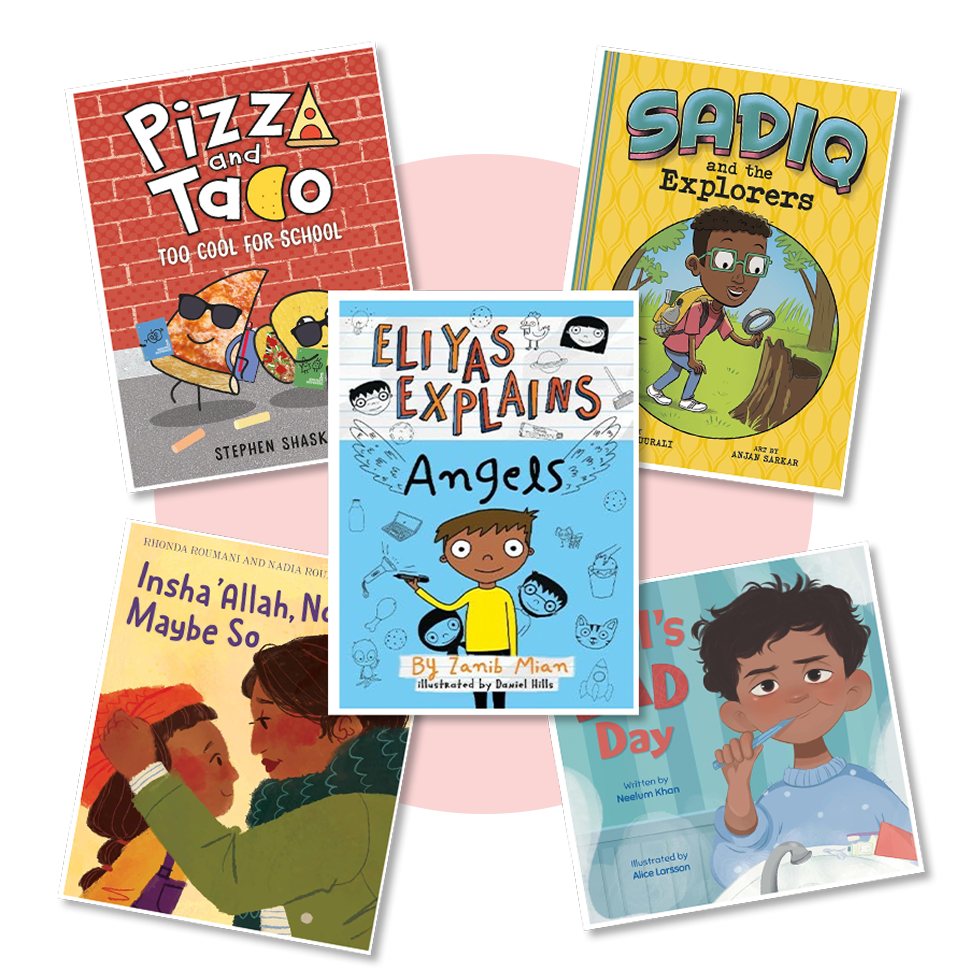 Pizza
and
Taco
TOO COOL FOR SCHOOL
STEPHEN SHASK
SADIQ
and the
Explorers
OURALI
ART BY
ANJAN SARKAR
ELIYAS
EXPLAINS
Angels
By Zanib Mian
illustrated by Daniel Hills
RHONDA ROUMANI AND NADIA ROU
Insha'Allah, No
Maybe So
l's
AD
Day
Written by
Neelum Khan
Illustrated by
Alice Larsson